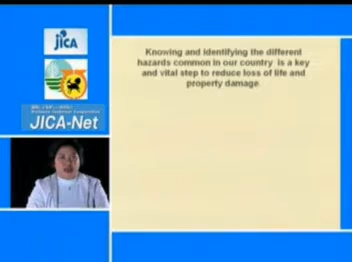 JICA
JICA-Net
Knowing and identifying the different
hazards common in our country is a key
and vital step to reduce loss of life and
property damage